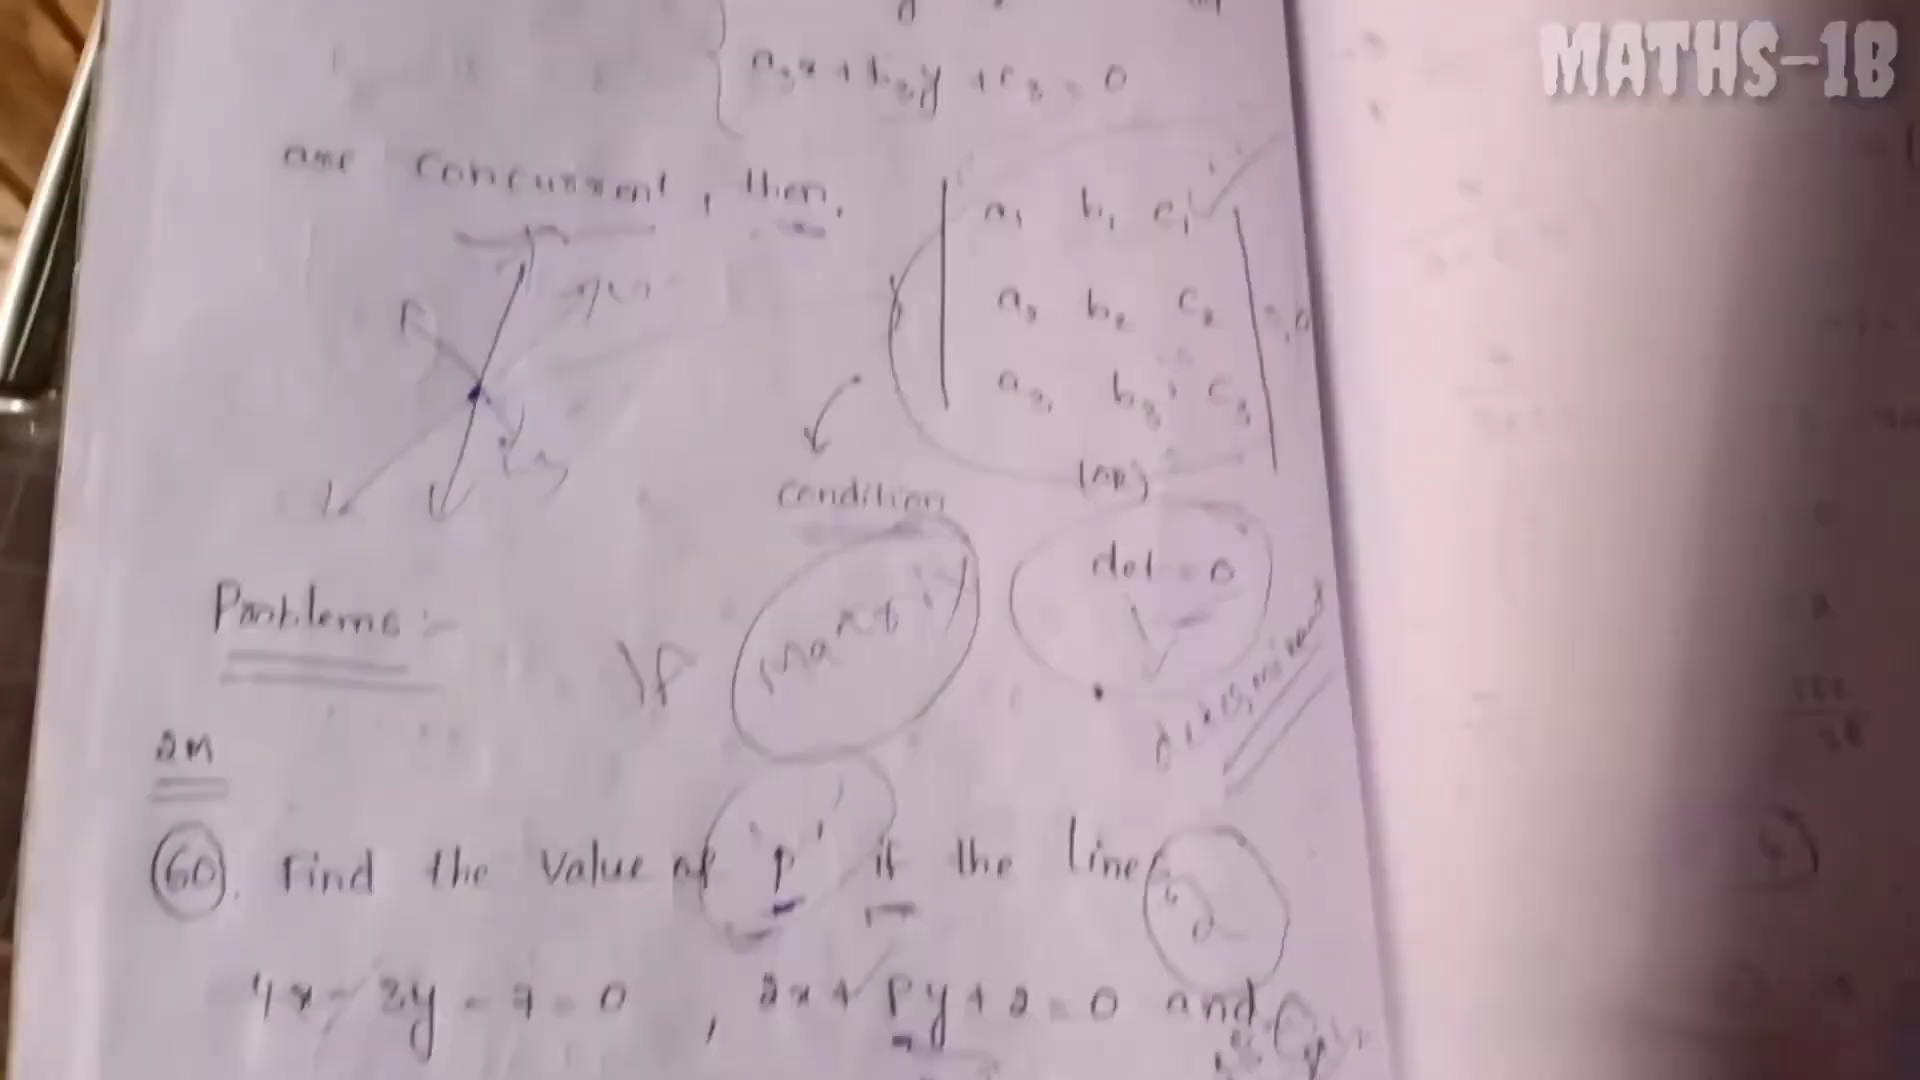 MATHS-1B
a₃x + b₃y + c₃ = 0
are concurrent, then,
a₁ b₁ c₁
a₂ b₂ c₂ = 0
a₃ b₃ c₃
condition
(or)
det = 0
Problems :-
2M
60. Find the value of 'p' if the line
4x - 3y - 7 = 0, 2x + py + 2 = 0 and